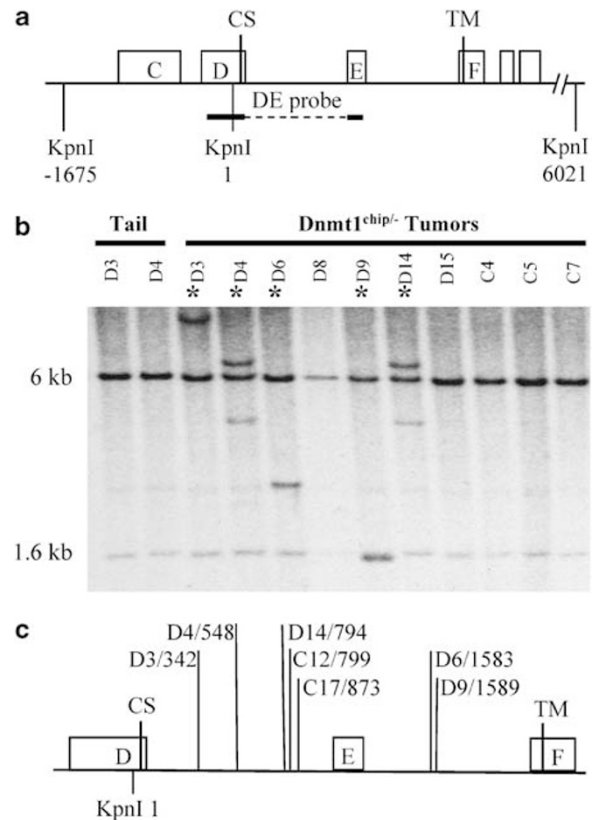 a
CS TM
C D E F
DE probe
KpnI KpnI KpnI
-1675 1 6021
b
Tail Dnmt1chip/- Tumors
D3 D4 *D3 *D4 *D6 D8 *D9 *D14 D15 C4 C5 C7
6 kb
1.6 kb
c
D4/548 D14/794
D3/342 C12/799 D6/1583
C17/873 D9/1589
CS TM
D E F
KpnI 1